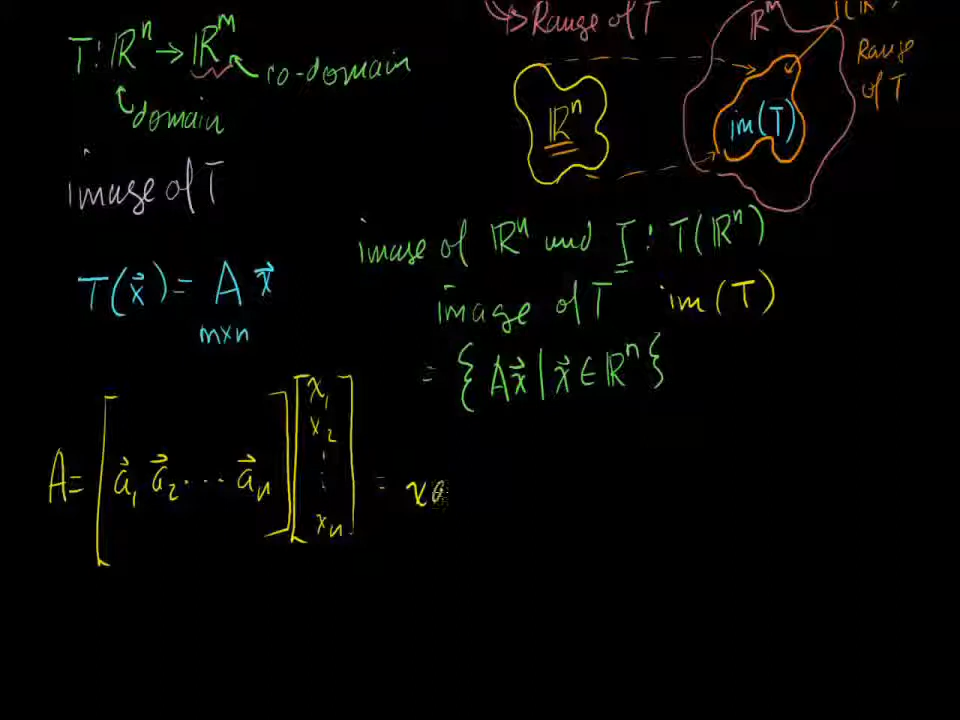 T: ℝⁿ → ℝᵐ
co-domain
domain
image of T
T(x⃗) = A x⃗
m×n
Range of T
ℝⁿ
ℝᵐ
im(T)
Range
of T
image of ℝⁿ und I: T(ℝⁿ)
image of T im(T)
= { Ax⃗ | x⃗ ∈ ℝⁿ }
A = [ a⃗₁ a⃗₂ ... a⃗ₙ ] [ x₁ x₂ ⋮ xₙ ] = x